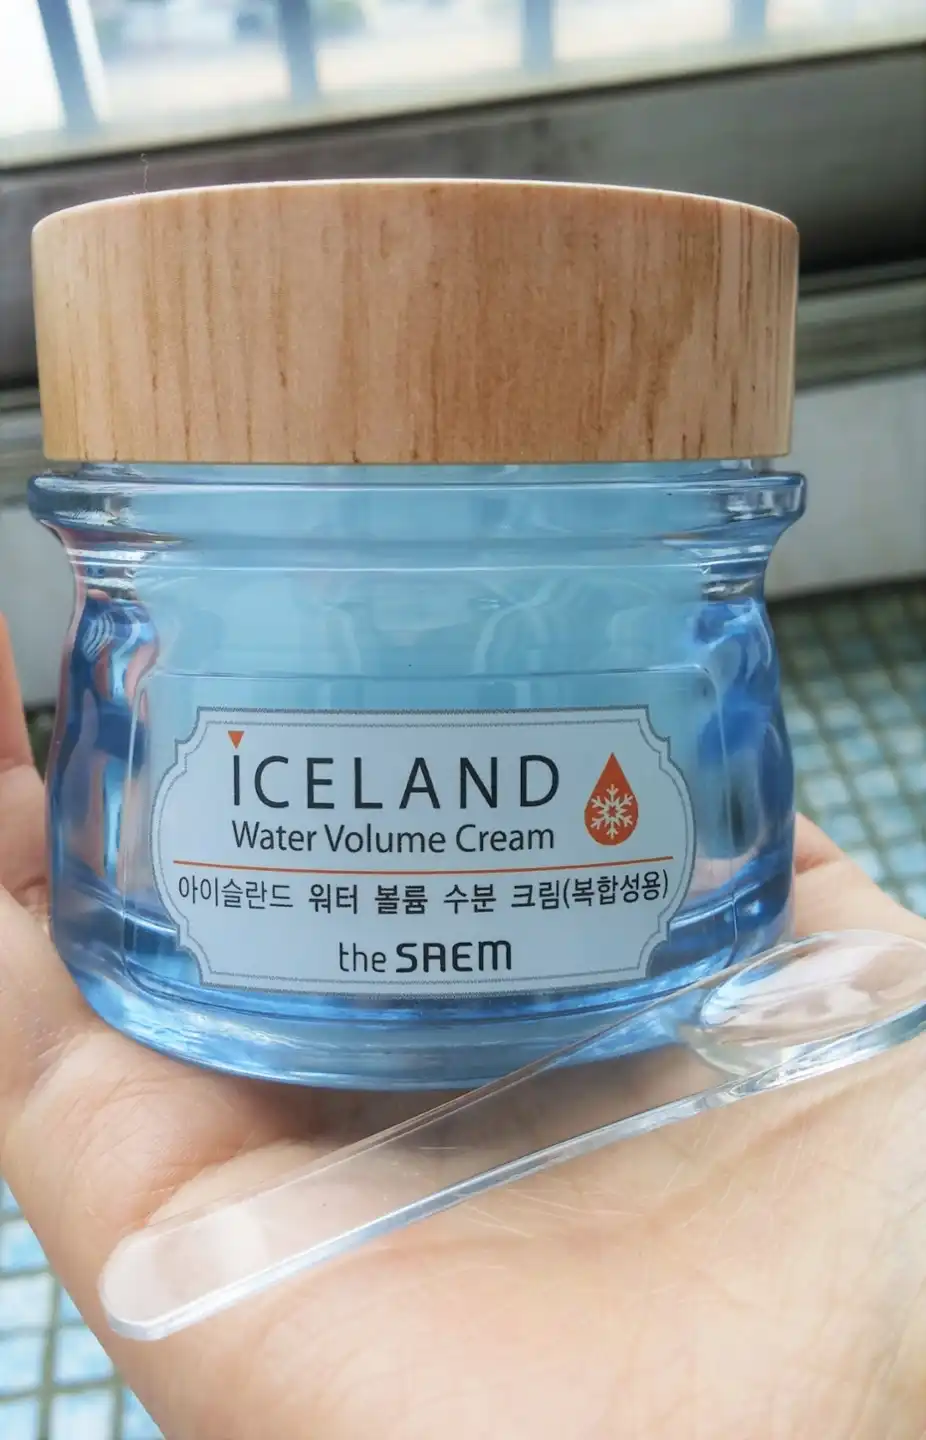 iCELAND
Water Volume Cream
아이슬란드 워터 볼륨 수분 크림(복합성용)
the SAEM